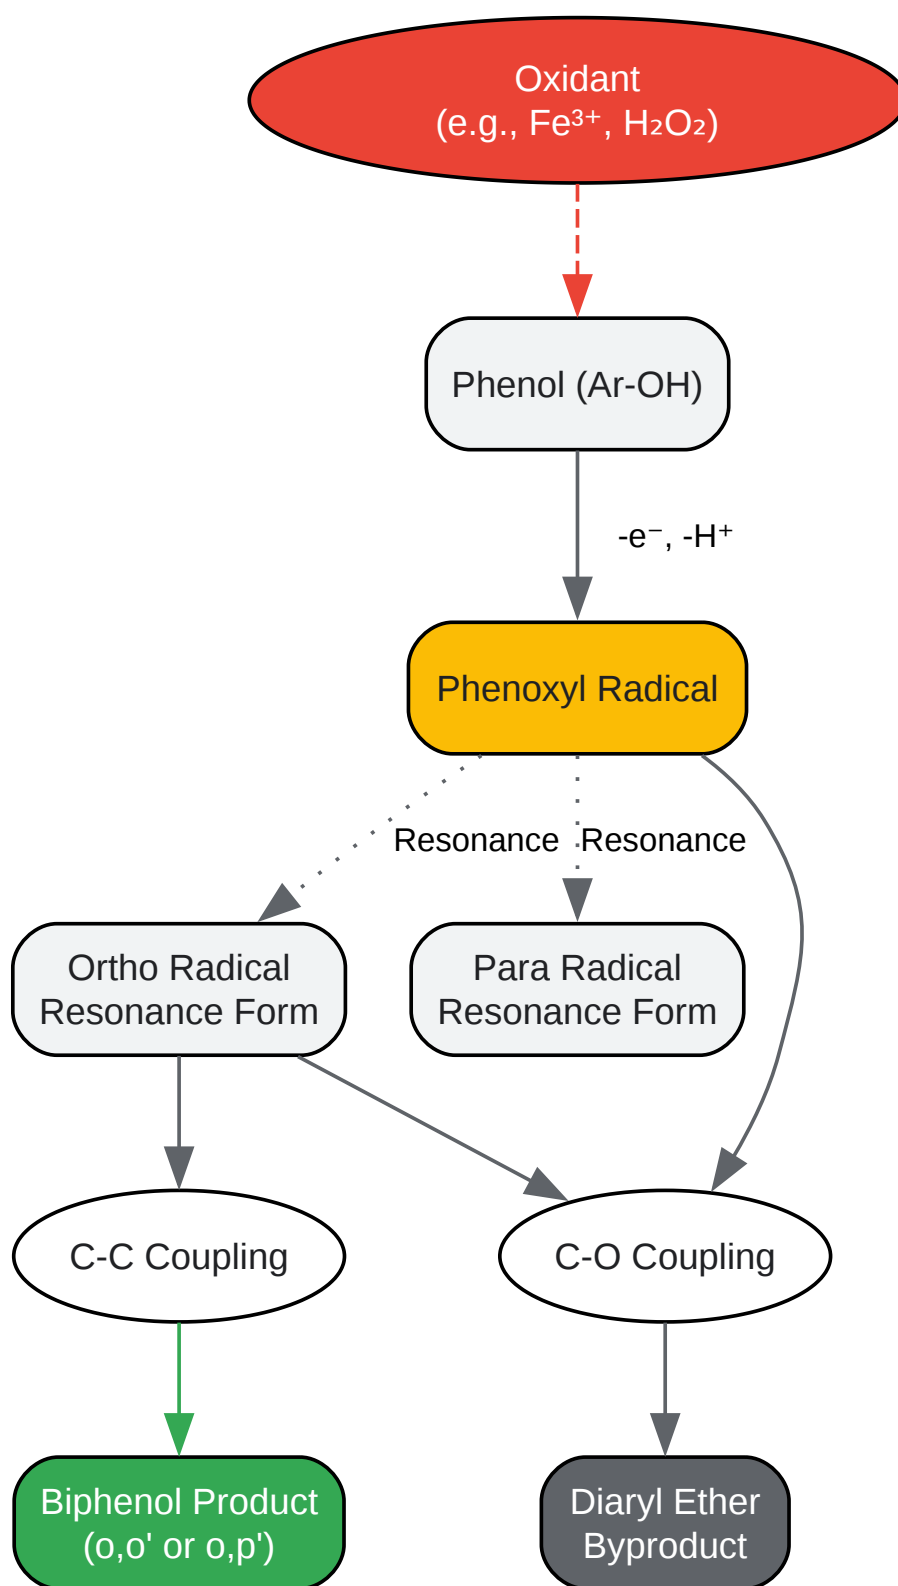 Oxidant
(e.g., Fe³⁺, H₂O₂)
Phenol (Ar-OH)
-e⁻, -H⁺
Phenoxyl Radical
Resonance
Resonance
Ortho Radical
Resonance Form
Para Radical
Resonance Form
C-C Coupling
C-O Coupling
Biphenol Product
(o,o' or o,p')
Diaryl Ether
Byproduct